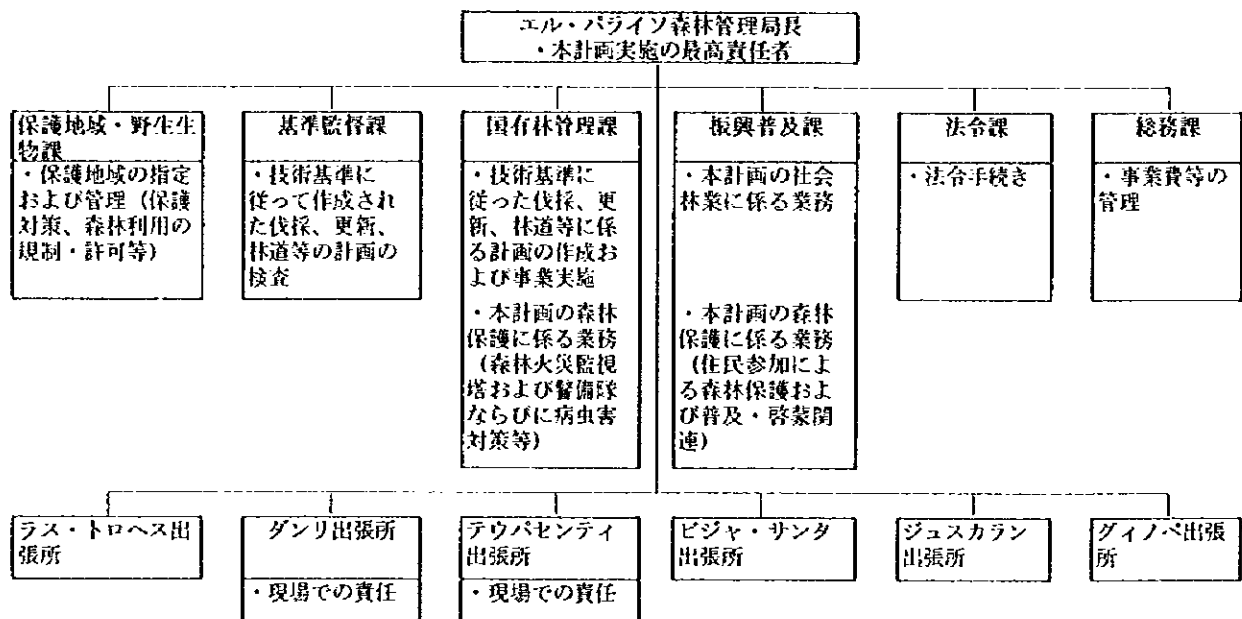 エル・パライソ森林管理局長
・本計画実施の最高責任者
保護地域・野生生
物課
・保護地域の指定
および管理（保護
対策、森林利用の
規制・許可等）
基準監督課
・技術基準に
従って作成され
た伐採、更新、
林道等の計画の
検査
国有林管理課
・技術基準に
従った伐採、更
新、林道等に係
る計画の作成お
よび事業実施
・本計画の森林
保護に係る業務
（森林火災監視
塔および警備隊
ならびに病虫害
対策等）
振興普及課
・本計画の社会
林業に係る業務
・本計画の森林
保護に係る業務
（住民参加によ
る森林保護およ
び普及・啓蒙関
連）
法令課
・法令手続き
総務課
・事業費等の
管理
ラス・トロヘス出
張所
ダンリ出張所
・現場での責任
テウパセンティ
出張所
・現場での責任
ビジャ・サンタ
出張所
ジュスカラン
出張所
グィノペ出張
所